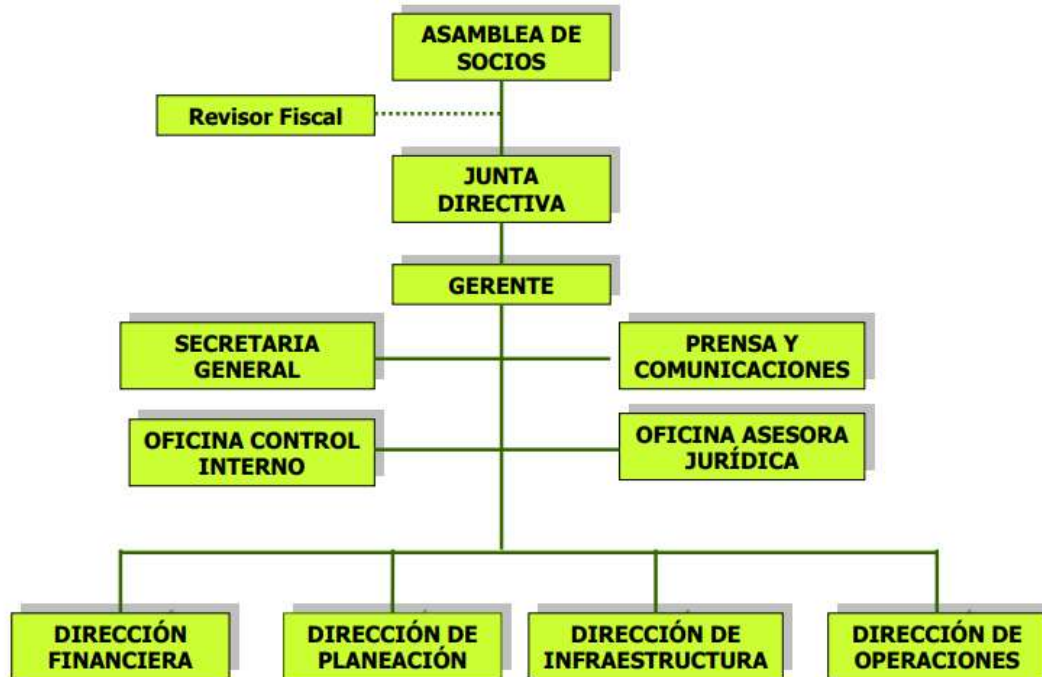 ASAMBLEA DE
SOCIOS
Revisor Fiscal
JUNTA
DIRECTIVA
GERENTE
SECRETARIA
GENERAL
PRENSA Y
COMUNICACIONES
OFICINA CONTROL
INTERNO
OFICINA ASESORA
JURÍDICA
DIRECCIÓN
FINANCIERA
DIRECCIÓN DE
PLANEACIÓN
DIRECCIÓN DE
INFRAESTRUCTURA
DIRECCIÓN DE
OPERACIONES